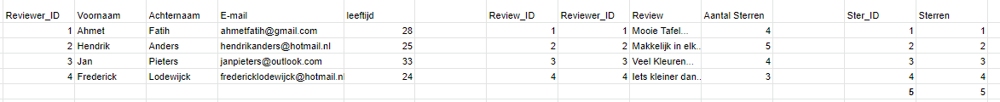 Reviewer_ID Voornaam Achternaam E-mail leeftijd Review_ID Reviewer_ID Review Aantal Sterren Ster_ID Sterren
1 Ahmet Fatih ahmetfatih@gmail.com 28 1 1 Mooie Tafel... 4 1 1
2 Hendrik Anders hendrikanders@hotmail.nl 25 2 2 Makkelijk in elk... 5 2 2
3 Jan Pieters janpieters@outlook.com 33 3 3 Veel Kleuren... 4 3 3
4 Frederick Lodewijck fredericklodewijck@hotmail.nl 24 4 4 Iets kleiner dan... 3 4 4
5 5